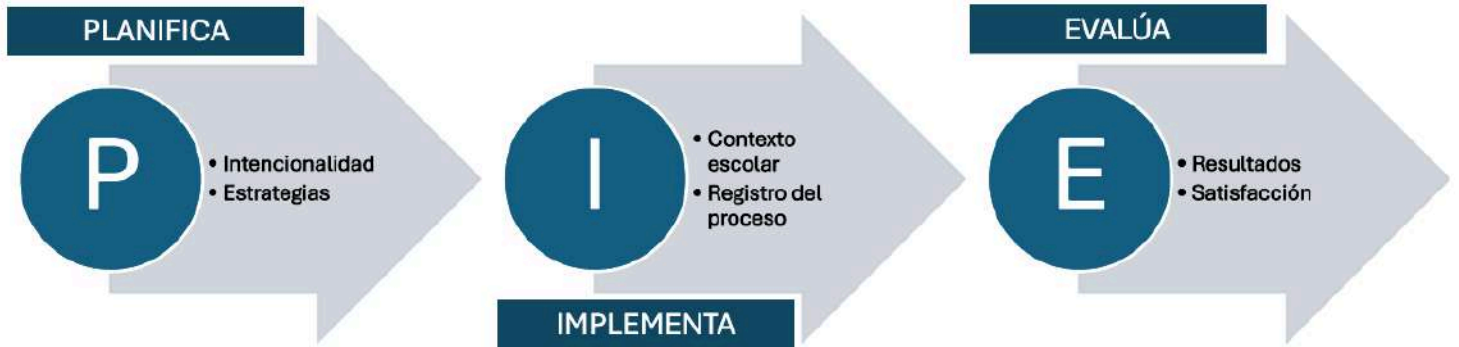 PLANIFICA
P
• Intencionalidad
• Estrategias
I
• Contexto
escolar
• Registro del
proceso
IMPLEMENTA
EVALÚA
E
• Resultados
• Satisfacción